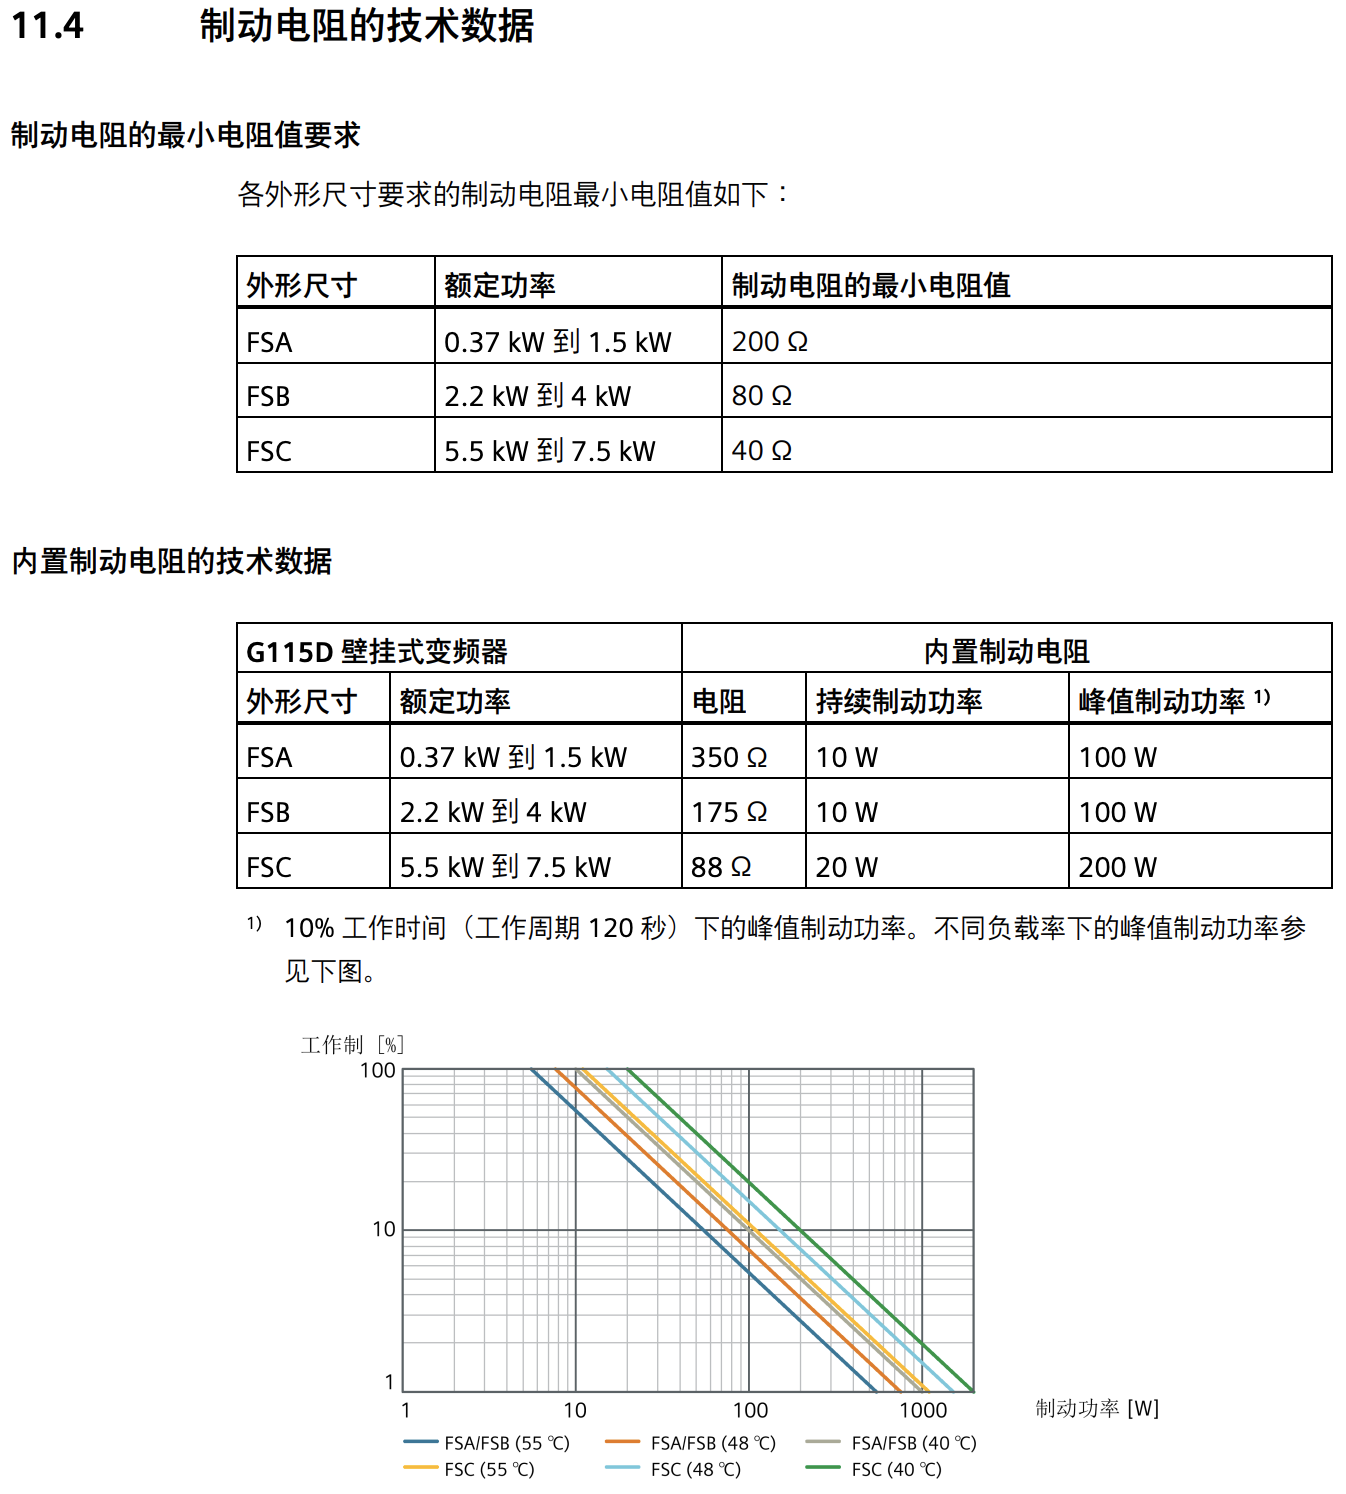 11.4 制动电阻的技术数据
制动电阻的最小电阻值要求
各外形尺寸要求的制动电阻最小电阻值如下：
外形尺寸 额定功率 制动电阻的最小电阻值
FSA 0.37 kW 到 1.5 kW 200 Ω
FSB 2.2 kW 到 4 kW 80 Ω
FSC 5.5 kW 到 7.5 kW 40 Ω
内置制动电阻的技术数据
G115D 壁挂式变频器 内置制动电阻
外形尺寸 额定功率 电阻 持续制动功率 峰值制动功率 1)
FSA 0.37 kW 到 1.5 kW 350 Ω 10 W 100 W
FSB 2.2 kW 到 4 kW 175 Ω 10 W 100 W
FSC 5.5 kW 到 7.5 kW 88 Ω 20 W 200 W
1) 10% 工作时间（工作周期 120 秒）下的峰值制动功率。不同负载率下的峰值制动功率参
见下图。
工作制 [%]
100
10
1
1 10 100 1000 制动功率 [W]
FSA/FSB (55 ℃) FSA/FSB (48 ℃) FSA/FSB (40 ℃)
FSC (55 ℃) FSC (48 ℃) FSC (40 ℃)